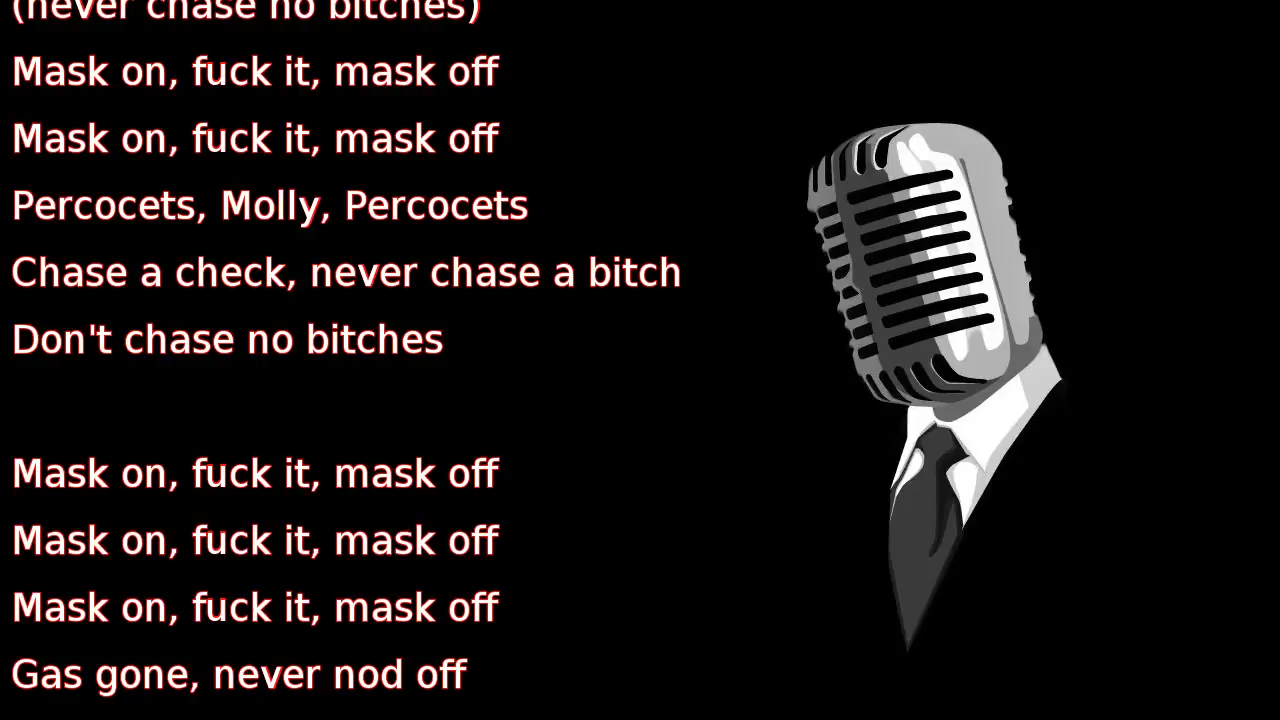 (never chase no bitches)
Mask on, fuck it, mask off
Mask on, fuck it, mask off
Percocets, Molly, Percocets
Chase a check, never chase a bitch
Don't chase no bitches
Mask on, fuck it, mask off
Mask on, fuck it, mask off
Mask on, fuck it, mask off
Gas gone, never nod off